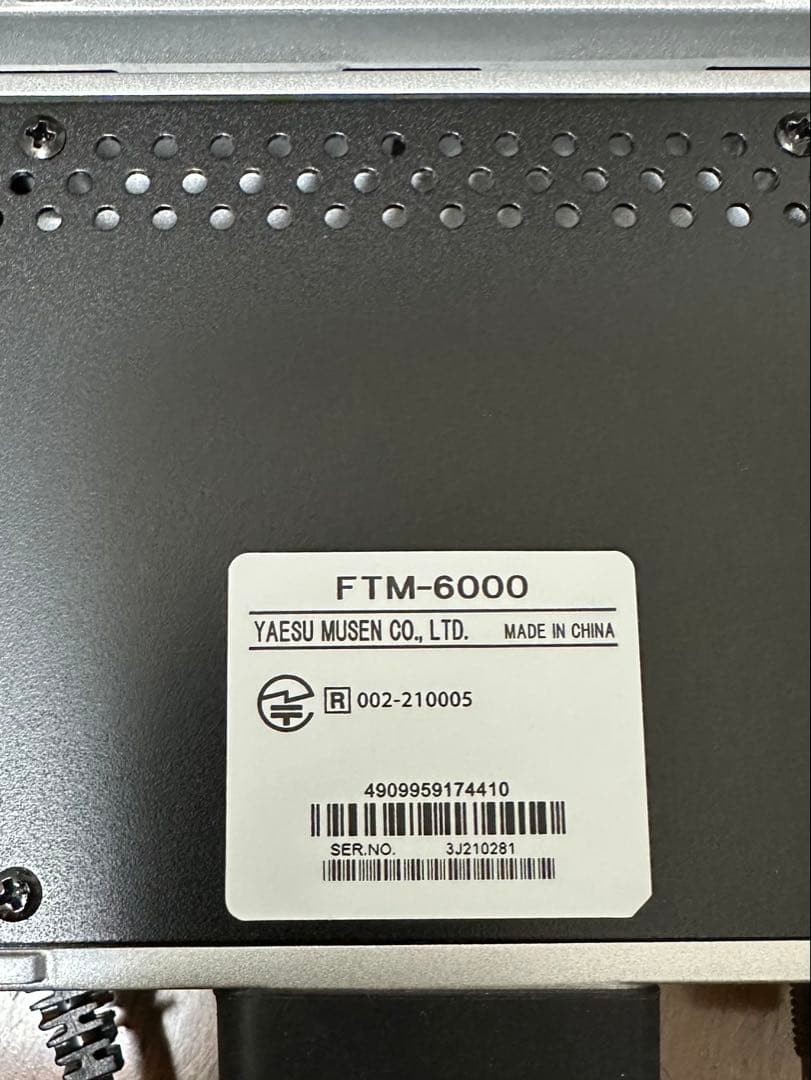 FTM-6000
YAESU MUSEN CO., LTD. MADE IN CHINA
R 002-210005
4909959174410
SER.NO. 3J210281